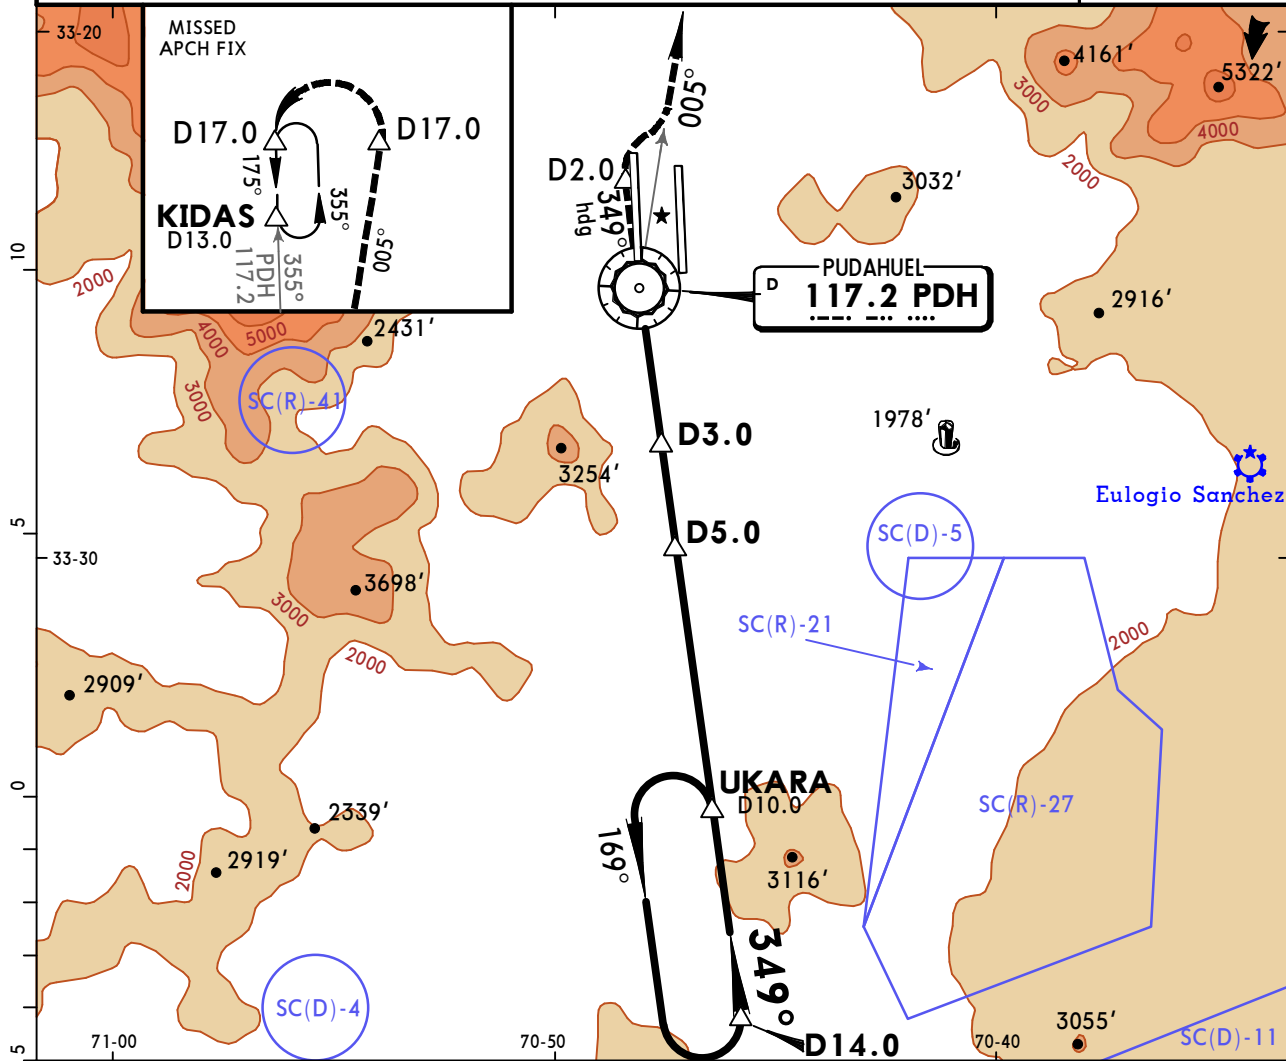 33-20
MISSED
APCH FIX
D17.0
D17.0
175°
355°
KIDAS
D13.0
PDH
117.2
355°
005°
005°
D2.0
349°
hdg
4161'
5322'
3000
4000
2000
3032'
PUDAHUEL
D
117.2 PDH
2916'
10
2000
4000
5000
2431'
3000
SC(R)-41
D3.0
1978'
3254'
Eulogio Sanchez
5
D5.0
SC(D)-5
33-30
3698'
3000
SC(R)-21
2000
2000
2909'
0
UKARA
D10.0
SC(R)-27
2339'
169°
2919'
2000
3116'
349°
SC(D)-4
3055'
5
71-00
70-50
D14.0
70-40
SC(D)-11